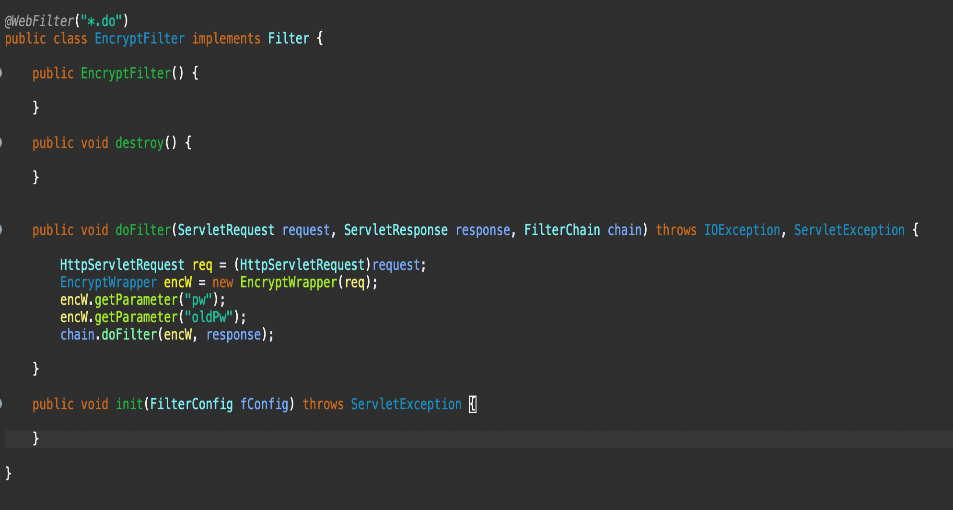 @WebFilter("*.do")
public class EncryptFilter implements Filter {
public EncryptFilter() {
}
public void destroy() {
}
public void doFilter(ServletRequest request, ServletResponse response, FilterChain chain) throws IOException, ServletException {
HttpServletRequest req = (HttpServletRequest)request;
EncryptWrapper encW = new EncryptWrapper(req);
encW.getParameter("pw");
encW.getParameter("oldPw");
chain.doFilter(encW, response);
}
public void init(FilterConfig fConfig) throws ServletException {
}
}